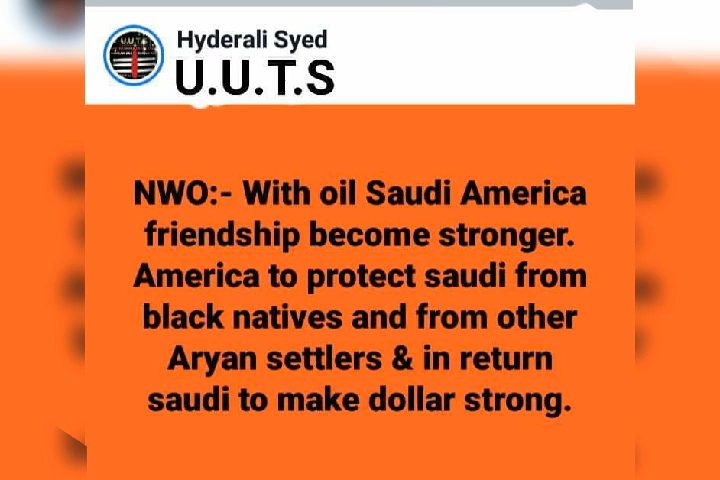 Hyderali Syed
U.U.T.S
NWO:- With oil Saudi America
friendship become stronger.
America to protect saudi from
black natives and from other
Aryan settlers & in return
saudi to make dollar strong.